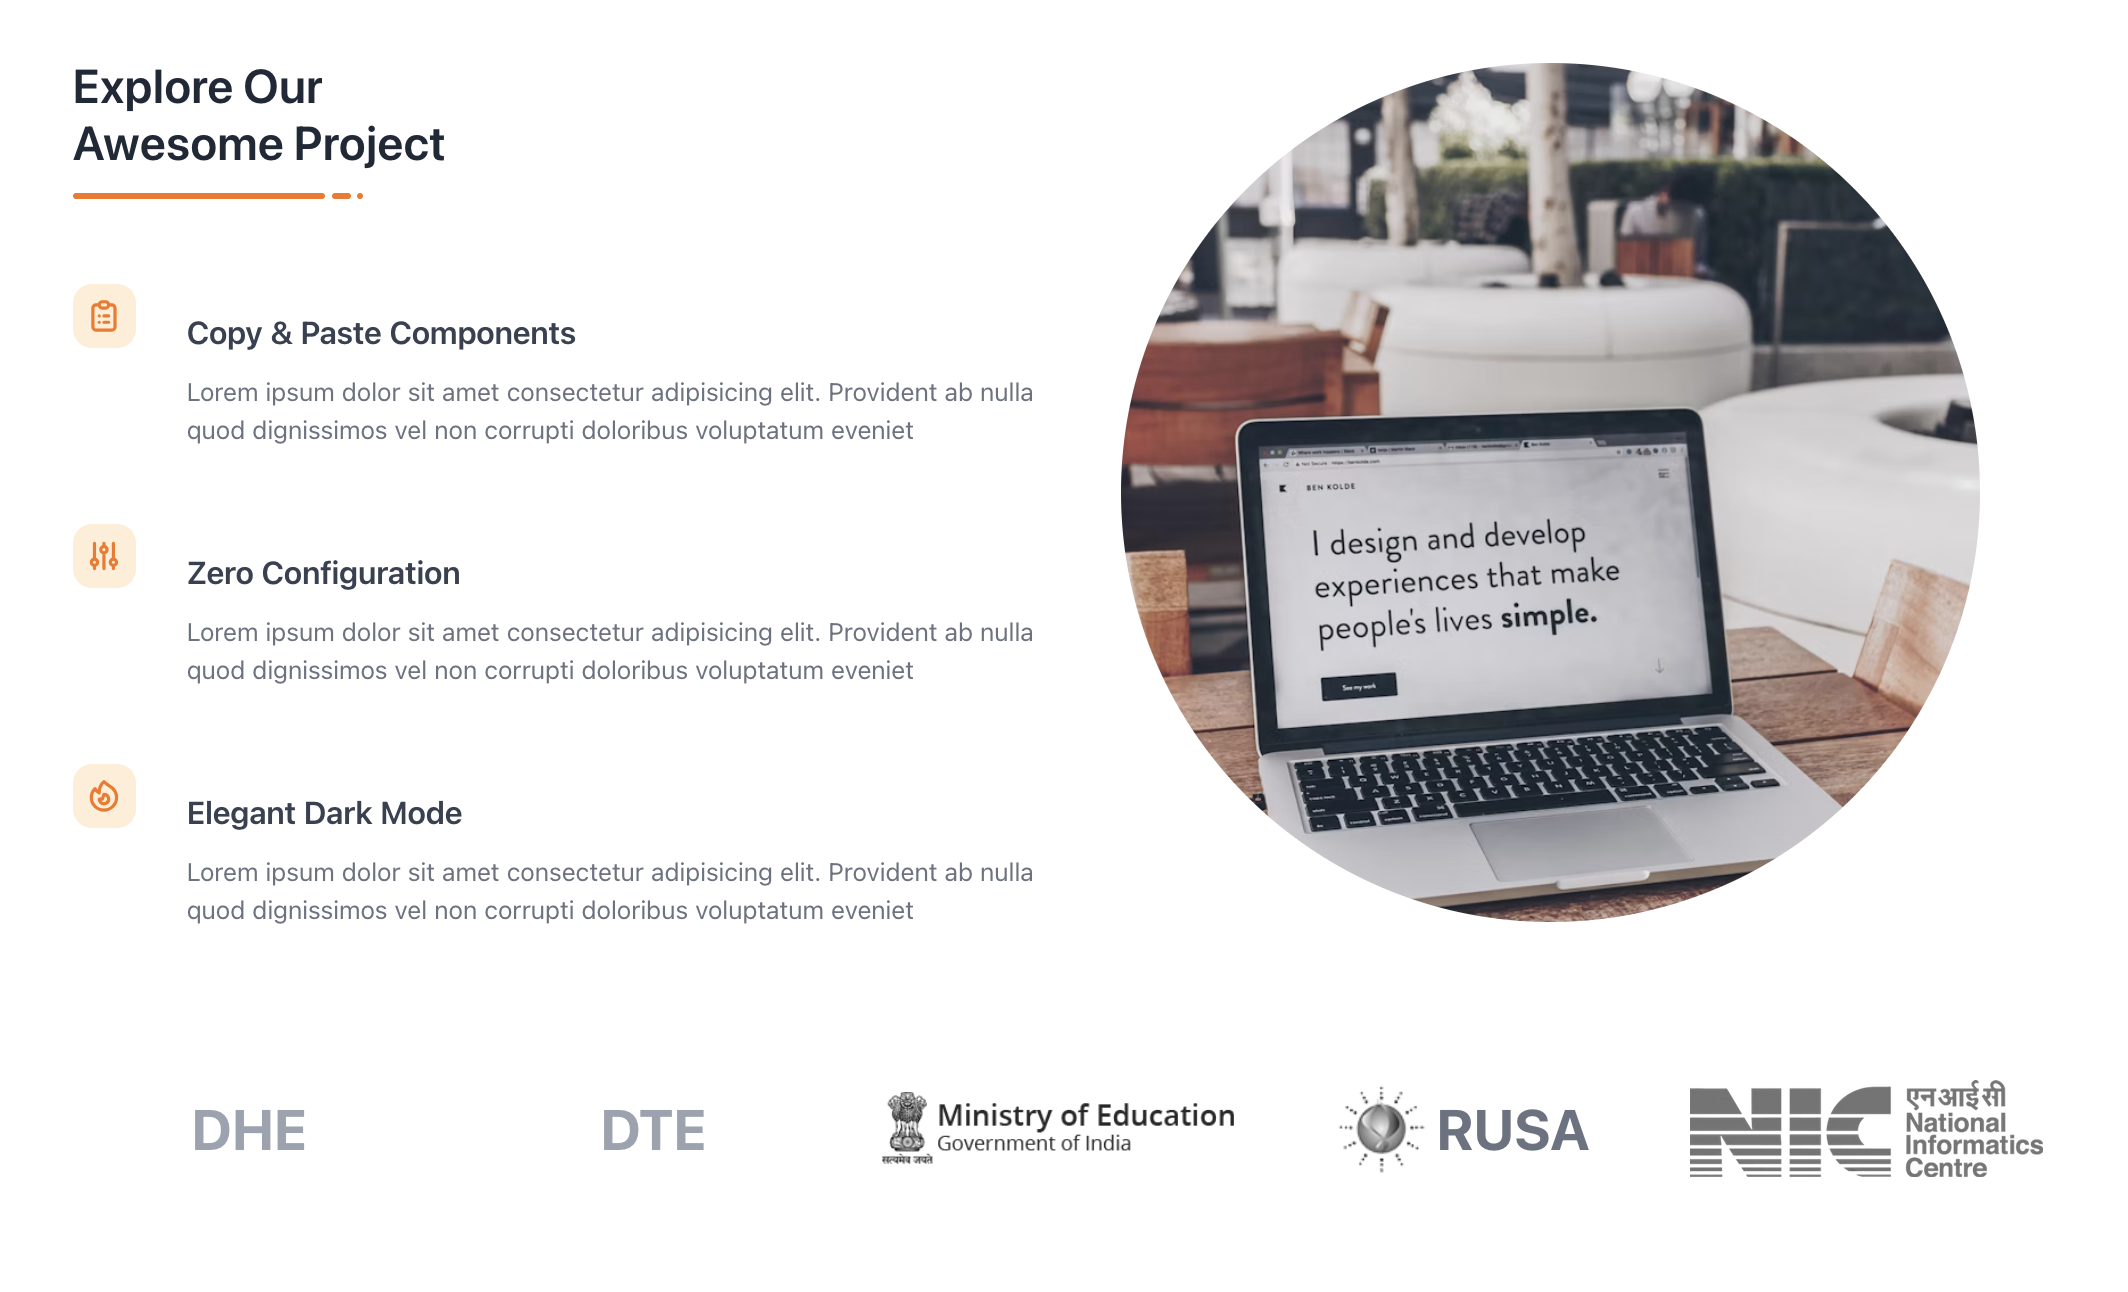 Explore Our
Awesome Project
Copy & Paste Components
Lorem ipsum dolor sit amet consectetur adipisicing elit. Provident ab nulla
quod dignissimos vel non corrupti doloribus voluptatum eveniet
Zero Configuration
Lorem ipsum dolor sit amet consectetur adipisicing elit. Provident ab nulla
quod dignissimos vel non corrupti doloribus voluptatum eveniet
Elegant Dark Mode
Lorem ipsum dolor sit amet consectetur adipisicing elit. Provident ab nulla
quod dignissimos vel non corrupti doloribus voluptatum eveniet
BEN KOLDE
I design and develop
experiences that make
people's lives simple.
See my work
DHE
DTE
सत्यमेव जयते
Ministry of Education
Government of India
RUSA
NIC
एनआईसी
National
Informatics
Centre